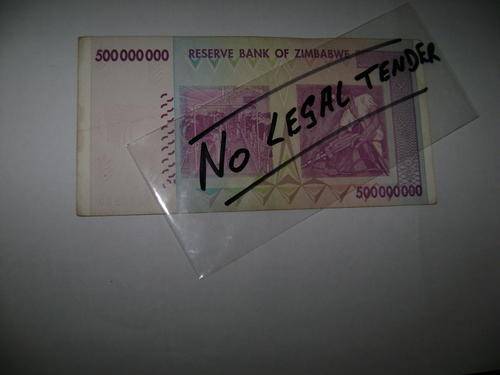 500000000 RESERVE BANK OF ZIMBABWE
NO LEGAL TENDER
500000000